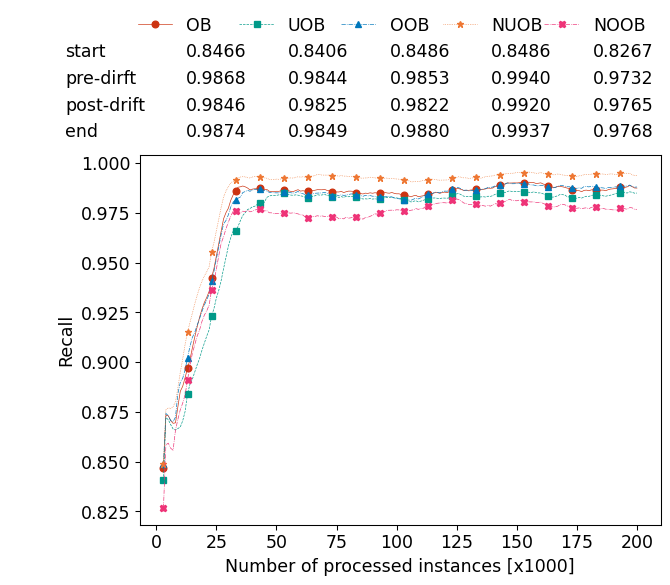 OB UOB OOB NUOB NOOB
start 0.8466 0.8406 0.8486 0.8486 0.8267
pre-dirft 0.9868 0.9844 0.9853 0.9940 0.9732
post-drift 0.9846 0.9825 0.9822 0.9920 0.9765
end 0.9874 0.9849 0.9880 0.9937 0.9768
1.000
0.975
0.950
0.925
0.900
0.875
0.850
0.825
Recall
0 25 50 75 100 125 150 175 200
Number of processed instances [x1000]